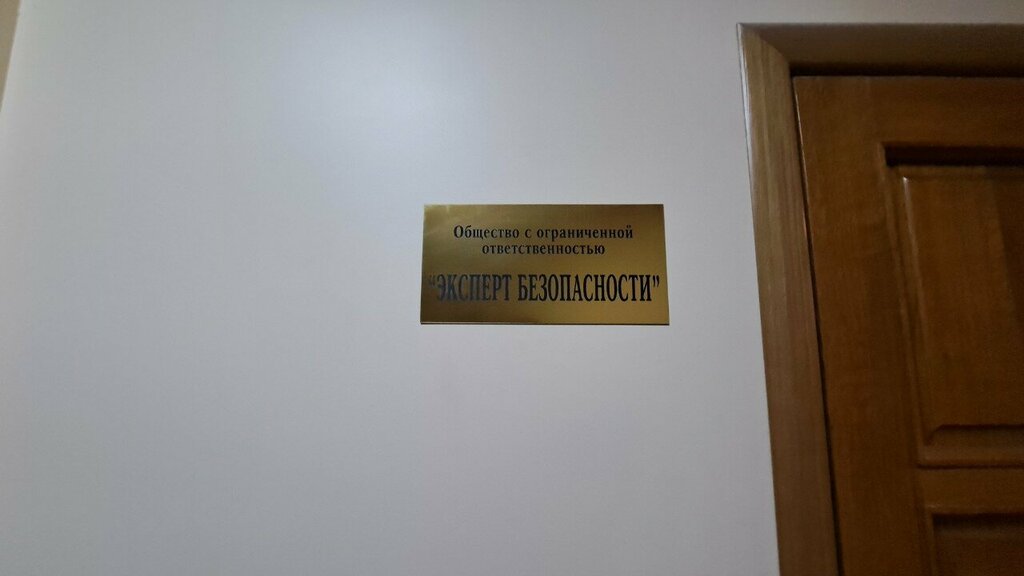 Общество с ограниченной
ответственностью
“ЭКСПЕРТ БЕЗОПАСНОСТИ”